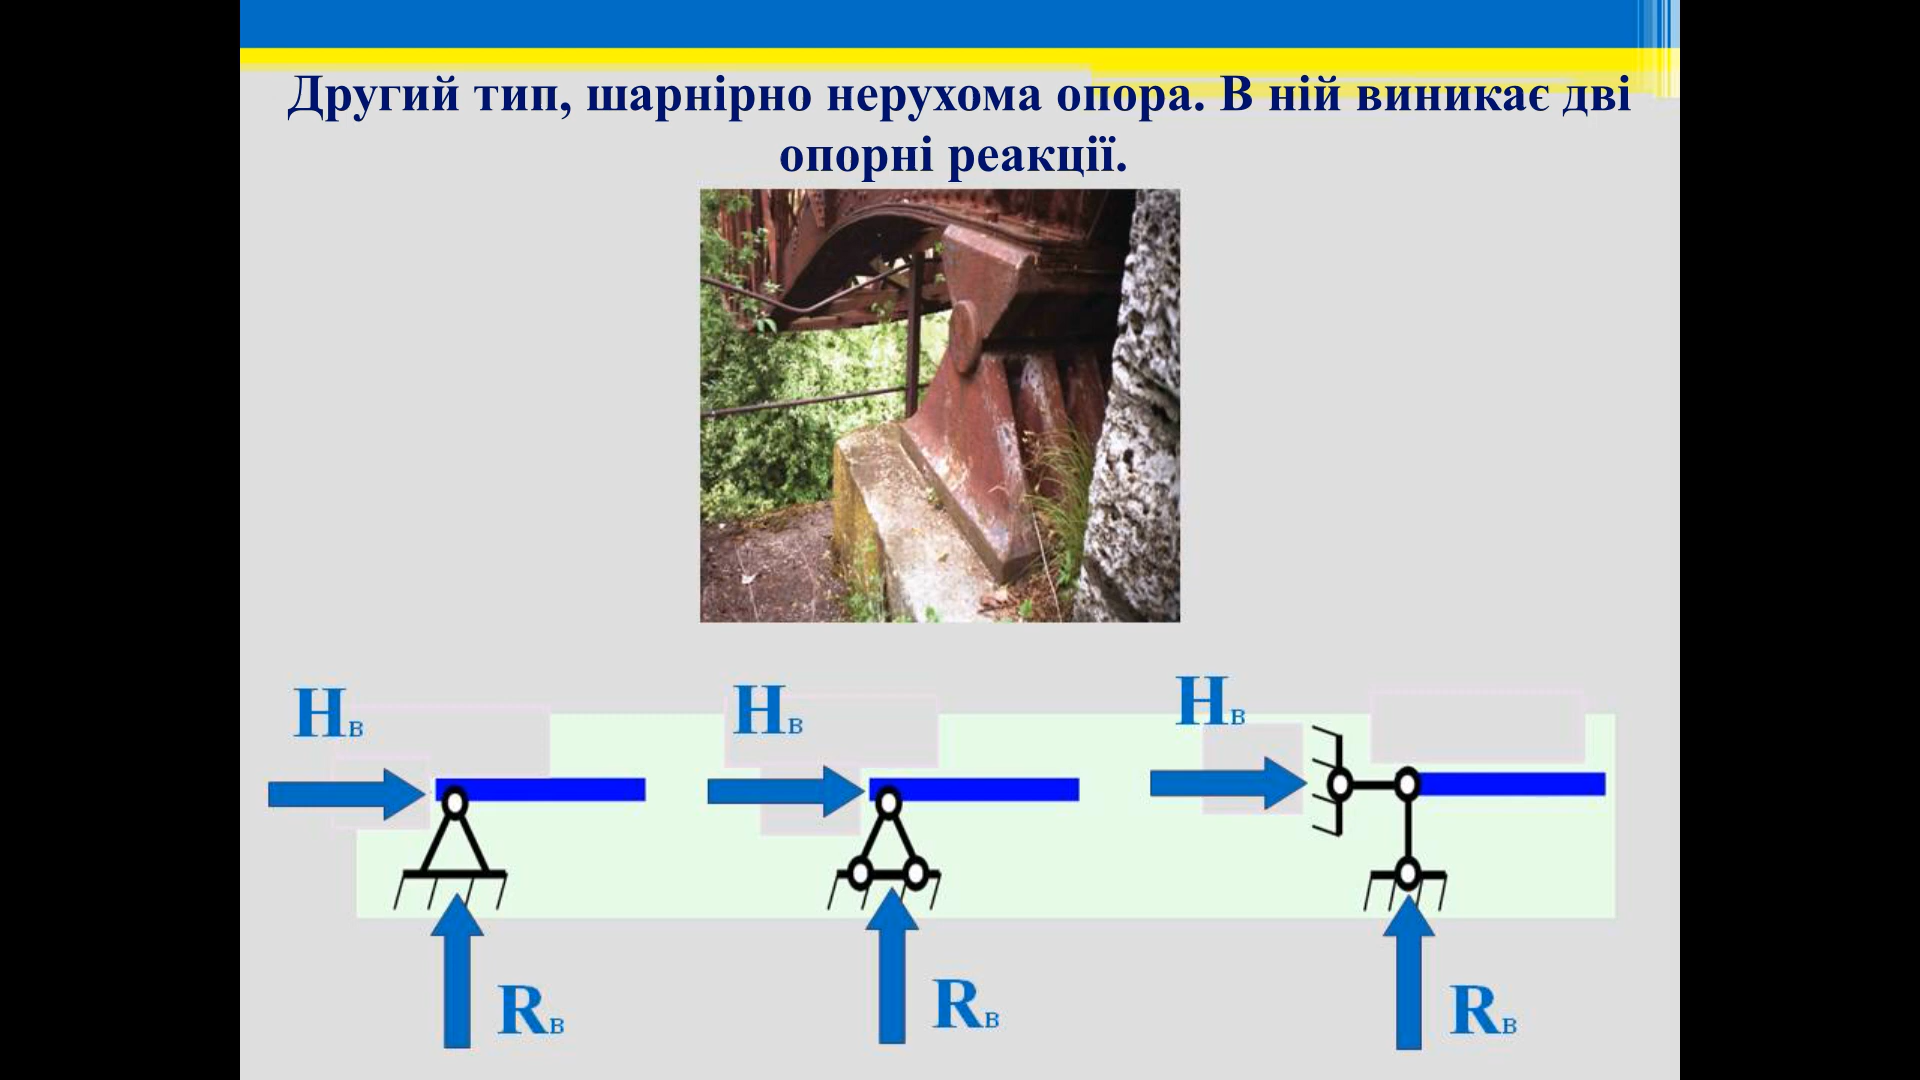 Другий тип, шарнірно нерухома опора. В ній виникає дві
опорні реакції.
Hв Hв Hв
Rв Rв Rв